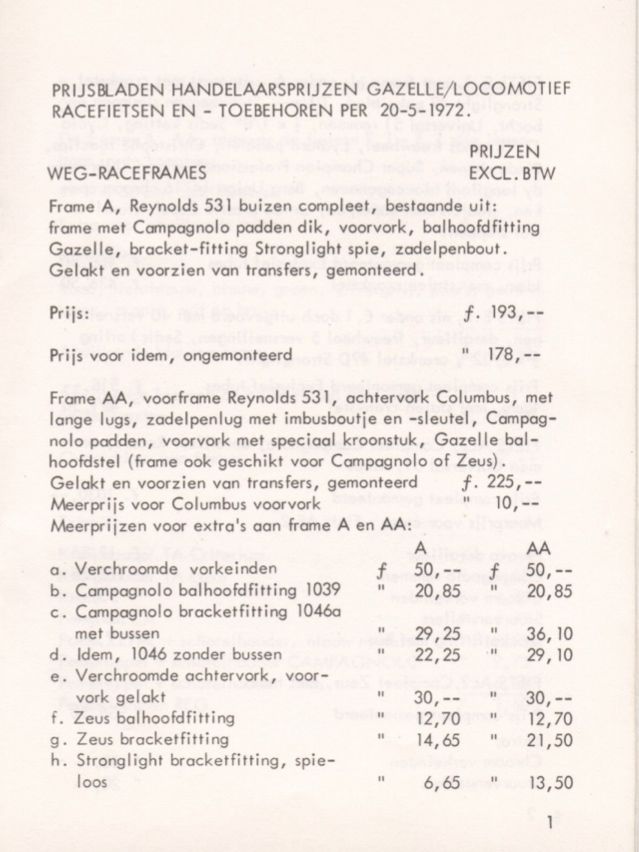 PRIJSBLADEN HANDELAARSPRIJZEN GAZELLE/LOCOMOTIEF
RACEFIETSEN EN - TOEBEHOREN PER 20-5-1972.
PRIJZEN
WEG-RACEFRAMES EXCL. BTW
Frame A, Reynolds 531 buizen compleet, bestaande uit:
frame met Campagnolo padden dik, voorvork, balhoofdfitting
Gazelle, bracket-fitting Stronglight spie, zadelpenbout.
Gelakt en voorzien van transfers, gemonteerd.
Prijs: f. 193,--
Prijs voor idem, ongemonteerd " 178,--
Frame AA, voorframe Reynolds 531, achtervork Columbus, met
lange lugs, zadelpenlug met imbusboutje en -sleutel, Campag-
nolo padden, voorvork met speciaal kroonstuk, Gazelle bal-
hoofdstel (frame ook geschikt voor Campagnolo of Zeus).
Gelakt en voorzien van transfers, gemonteerd f. 225,--
Meerprijs voor Columbus voorvork " 10,--
Meerprijzen voor extra's aan frame A en AA:
A AA
a. Verchroomde vorkeinden f 50,-- f 50,--
b. Campagnolo balhoofdfitting 1039 " 20,85 " 20,85
c. Campagnolo bracketfitting 1046a
met bussen " 29,25 36,10
d. Idem, 1046 zonder bussen " 22,25 " 29,10
e. Verchroomde achtervork, voor-
vork gelakt " 30,-- " 30,--
f. Zeus balhoofdfitting " 12,70 " 12,70
g. Zeus bracketfitting " 14,65 " 21,50
h. Stronglight bracketfitting, spie-
loos " 6,65 " 13,50
1